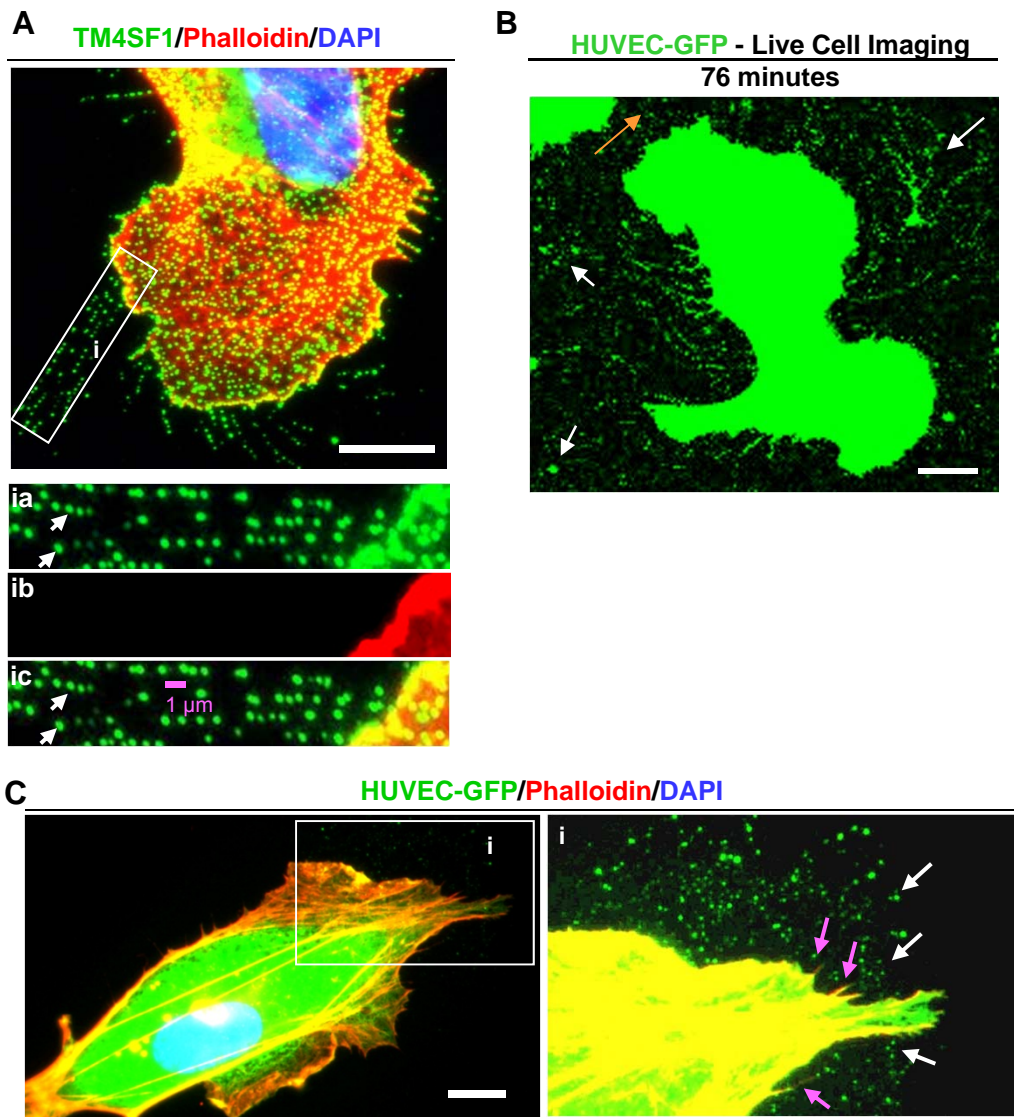 A
TM4SF1/Phalloidin/DAPI
i
ia
ib
ic
1 µm
B
HUVEC-GFP - Live Cell Imaging
76 minutes
C
HUVEC-GFP/Phalloidin/DAPI
i
i